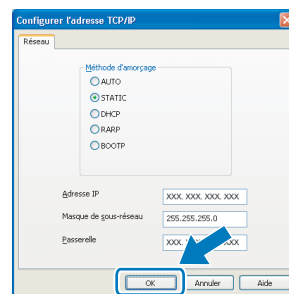 Configurer l'adresse TCP/IP
Réseau
Méthode d'amorçage
AUTO
STATIC
DHCP
RARP
BOOTP
Adresse IP XXX. XXX. XXX. XXX
Masque de sous-réseau 255.255.255.0
Passerelle XXX.
OK Annuler Aide